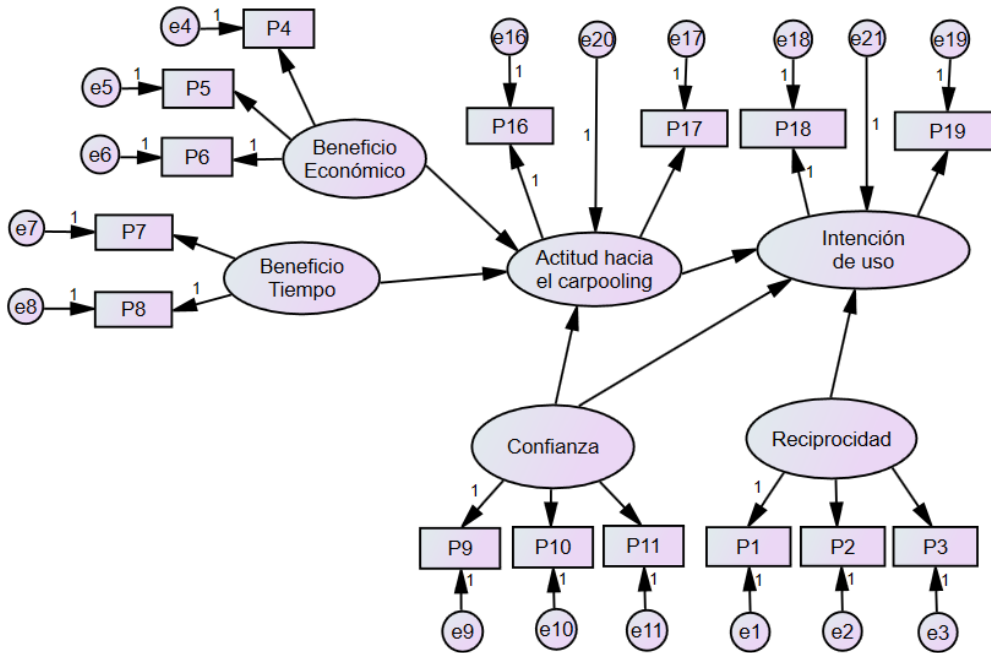 e4
1
P4
e5
1
P5
e6
1
P6
1
Beneficio
Económico
e7
1
P7
e8
1
P8
1
Beneficio
Tiempo
e16
1
P16
1
e20
1
e17
1
P17
Actitud hacia
el carpooling
e18
1
P18
1
e21
1
e19
1
P19
Intención
de uso
Confianza
1
P9
P10
P11
1
1
1
e9
e10
e11
Reciprocidad
1
P1
P2
P3
1
1
1
e1
e2
e3